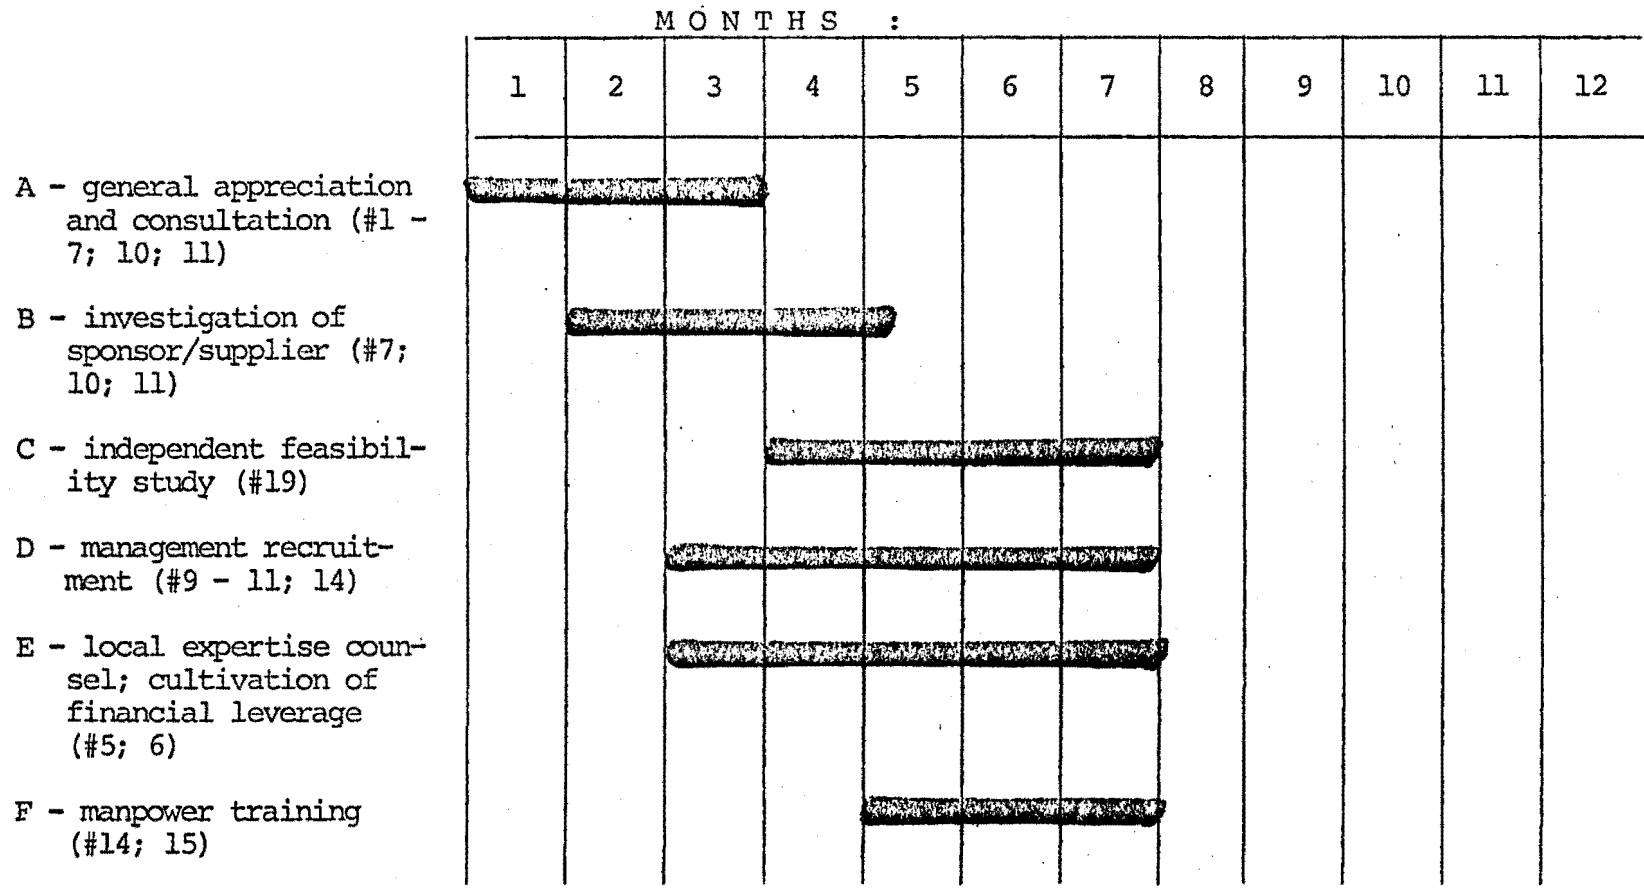 MONTHS :
1 2 3 4 5 6 7 8 9 10 11 12
A - general appreciation
and consultation (#1 -
7; 10; 11)
B - investigation of
sponsor/supplier (#7;
10; 11)
C - independent feasibil-
ity study (#19)
D - management recruit-
ment (#9 - 11; 14)
E - local expertise coun-
sel; cultivation of
financial leverage
(#5; 6)
F - manpower training
(#14; 15)